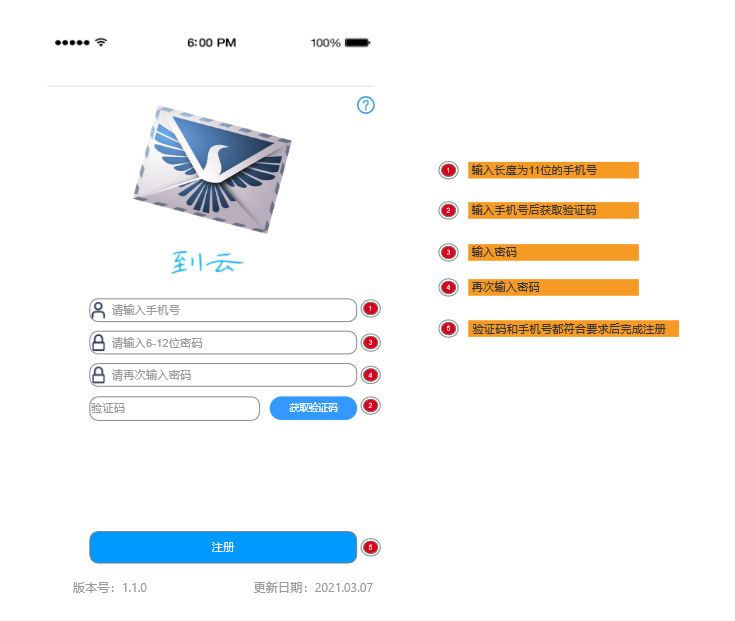 6:00 PM
100%
?
到云
请输入手机号
1
请输入6-12位密码
3
请再次输入密码
4
验证码
获取验证码
2
注册
5
版本号：1.1.0
更新日期：2021.03.07
1
输入长度为11位的手机号
2
输入手机号后获取验证码
3
输入密码
4
再次输入密码
5
验证码和手机号都符合要求后完成注册